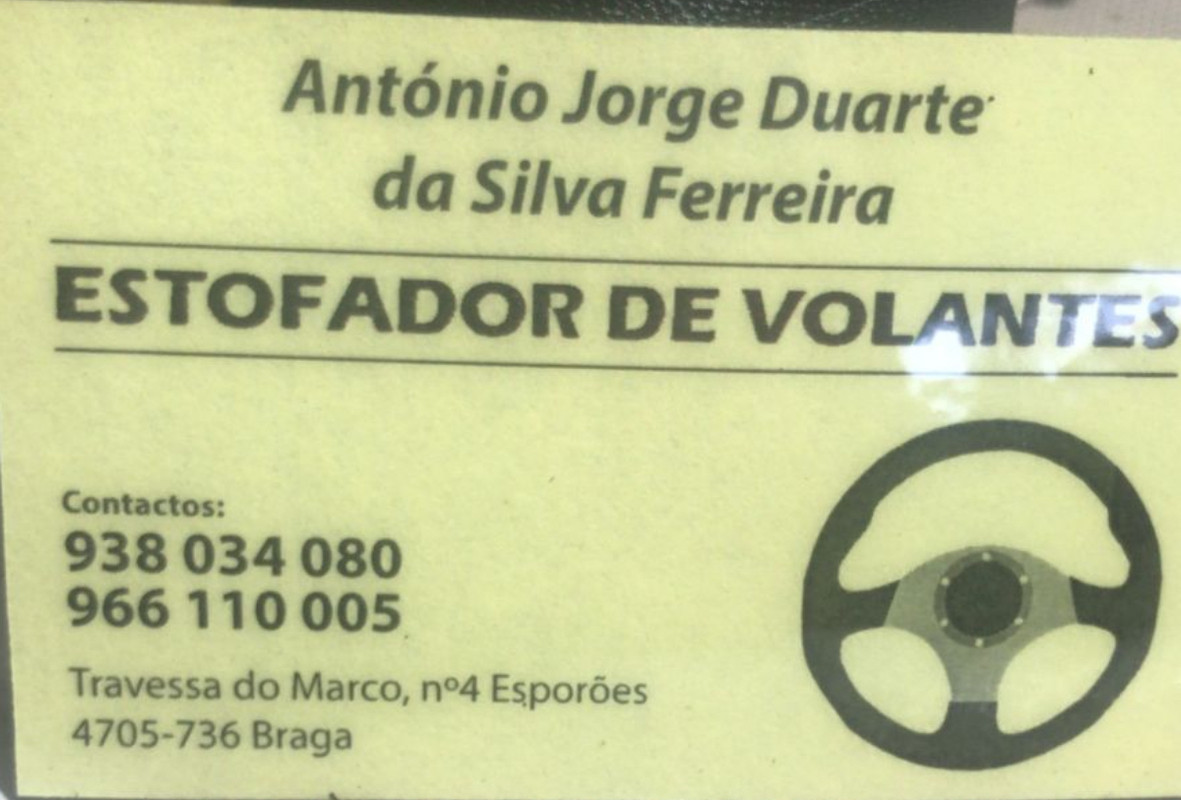 António Jorge Duarte
da Silva Ferreira
ESTOFADOR DE VOLANTES
Contactos:
938 034 080
966 110 005
Travessa do Marco, nº4 Esporões
4705-736 Braga